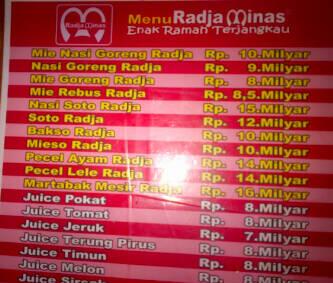 Radja Minas
Menu Radja Minas
Enak Ramah Terjangkau
Mie Nasi Goreng Radja Rp. 10.Milyar
Nasi Goreng Radja Rp. 9.Milyar
Mie Goreng Radja Rp. 8.Milyar
Mie Rebus Radja Rp. 8,5.Milyar
Nasi Soto Radja Rp. 15.Milyar
Soto Radja Rp. 12.Milyar
Bakso Radja Rp. 10.Milyar
Mieso Radja Rp. 10.Milyar
Pecel Ayam Radja Rp. 14.Milyar
Pecel Lele Radja Rp. 14.Milyar
Martabak Mesir Radja Rp. 16.Milyar
Juice Pokat Rp. 8.Milyar
Juice Tomat Rp. 8.Milyar
Juice Jeruk Rp. 7.Milyar
Juice Terung Pirus Rp. 8.Milyar
Juice Timun Rp. 8.Milyar
Juice Melon Rp. 8.Milyar
Juice Rp. 8.Milyar